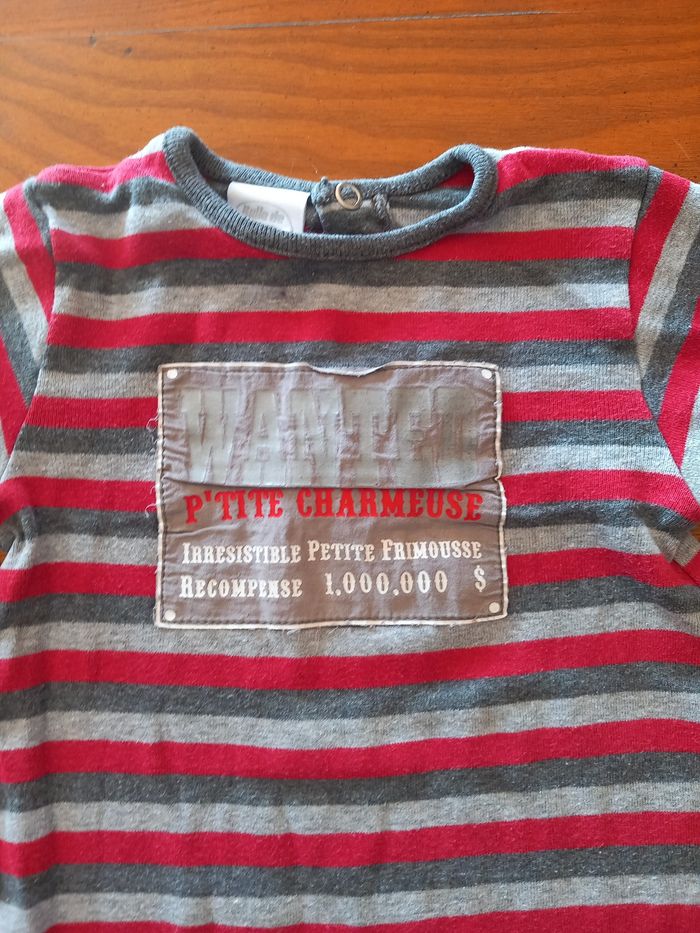 WANTED
P'TITE CHARMEUSE
IRRESISTIBLE PETITE FRIMOUSSE
RECOMPENSE 1.000.000 $